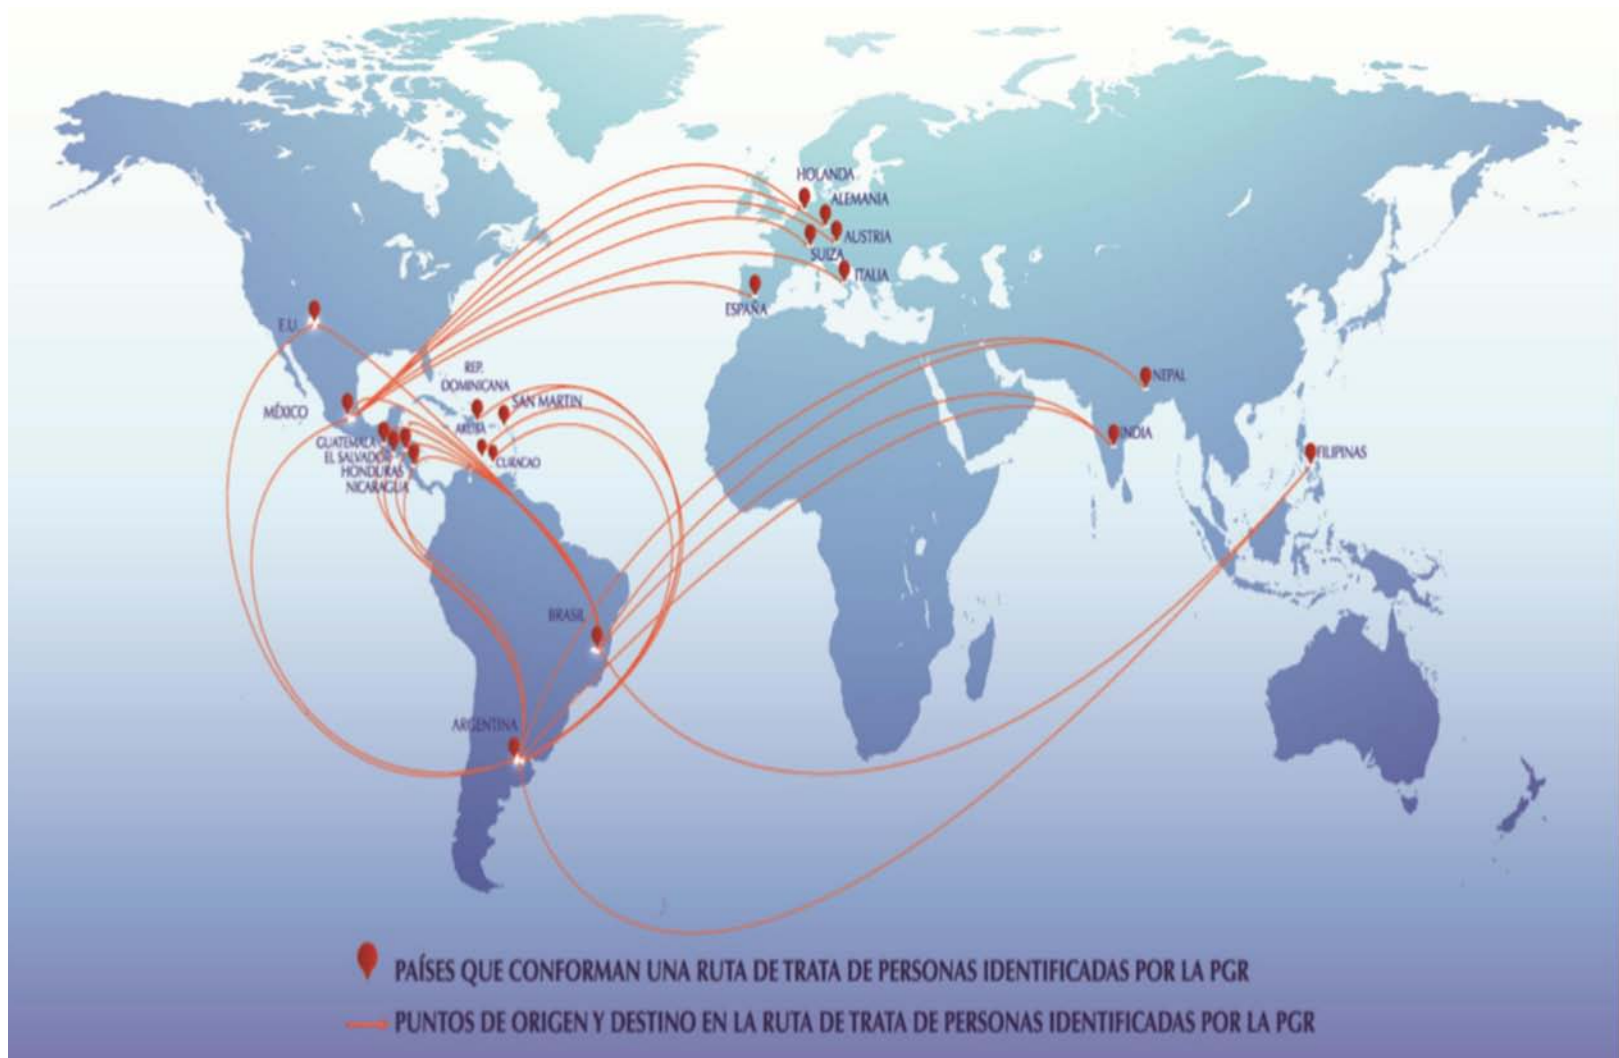 HOLANDA
ALEMANIA
AUSTRIA
SUIZA
ITALIA
ESPAÑA
E.U.
REP.
DOMINICANA
SAN MARTIN
MÉXICO
ARUBA
CURACAO
GUATEMALA
EL SALVADOR
HONDURAS
NICARAGUA
NEPAL
INDIA
FILIPINAS
BRASIL
ARGENTINA
PAÍSES QUE CONFORMAN UNA RUTA DE TRATA DE PERSONAS IDENTIFICADAS POR LA PGR
PUNTOS DE ORIGEN Y DESTINO EN LA RUTA DE TRATA DE PERSONAS IDENTIFICADAS POR LA PGR